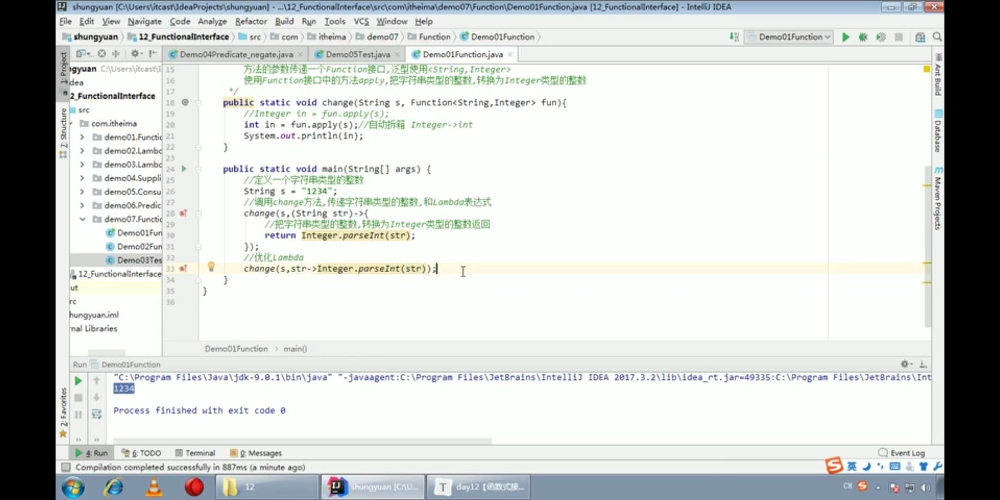 shungyuan [C:\Users\itcast\IdeaProjects\shungyuan] - ...\12_FunctionalInterface\src\com\itheima\demo07\Function\Demo01Function.java [12_FunctionalInterface] - IntelliJ IDEA
File Edit View Navigate Code Analyze Refactor Build Run Tools VCS Window Help
shungyuan 12_FunctionalInterface src com itheima demo07 Function Demo01Function Demo01Function
Demo04Predicate_negate.java Demo05Test.java Demo01Function.java
1: Project
7: Structure
2: Favorites
ngyuan C:\Users\itcast\I
dea
2_FunctionalInterface
src
com.itheima
demo01.Functic
demo02.Lambc
demo03.Lambc
demo04.Suppli
demo05.Consu
demo06.Predic
demo07.Functic
Demo01Fun
Demo02Fun
Demo03Tes
12_FunctionalInterface
ut
rc
hungyuan.iml
nal Libraries
15 方法的参数传递一个Function接口,泛型使用<String,Integer>
16 使用Function接口中的方法apply,把字符串类型的整数,转换为Integer类型的整数
17 */
18 public static void change(String s, Function<String,Integer> fun){
19 //Integer in = fun.apply(s);
20 int in = fun.apply(s);//自动拆箱 Integer->int
21 System.out.println(in);
22 }
23
24 public static void main(String[] args) {
25 //定义一个字符串类型的整数
26 String s = "1234";
27 //调用change方法,传递字符串类型的整数,和Lambda表达式
28 change(s,(String str)->{
29 //把字符串类型的整数,转换为Integer类型的整数返回
30 return Integer.parseInt(str);
31 });
32 //优化Lambda
33 change(s,str->Integer.parseInt(str));
34 }
35 }
36
Demo01Function main()
Ant Build
Database
Maven Projects
Run Demo01Function
"C:\Program Files\Java\jdk-9.0.1\bin\java" "-javaagent:C:\Program Files\JetBrains\IntelliJ IDEA 2017.3.2\lib\idea_rt.jar=49335:C:\Program Files\JetBrains\Int
1234
Process finished with exit code 0
4: Run 6: TODO Terminal 0: Messages Event Log
Compilation completed successfully in 887ms (a minute ago)
英
12 shungyuan [C:\U... day12【函数式接... CH